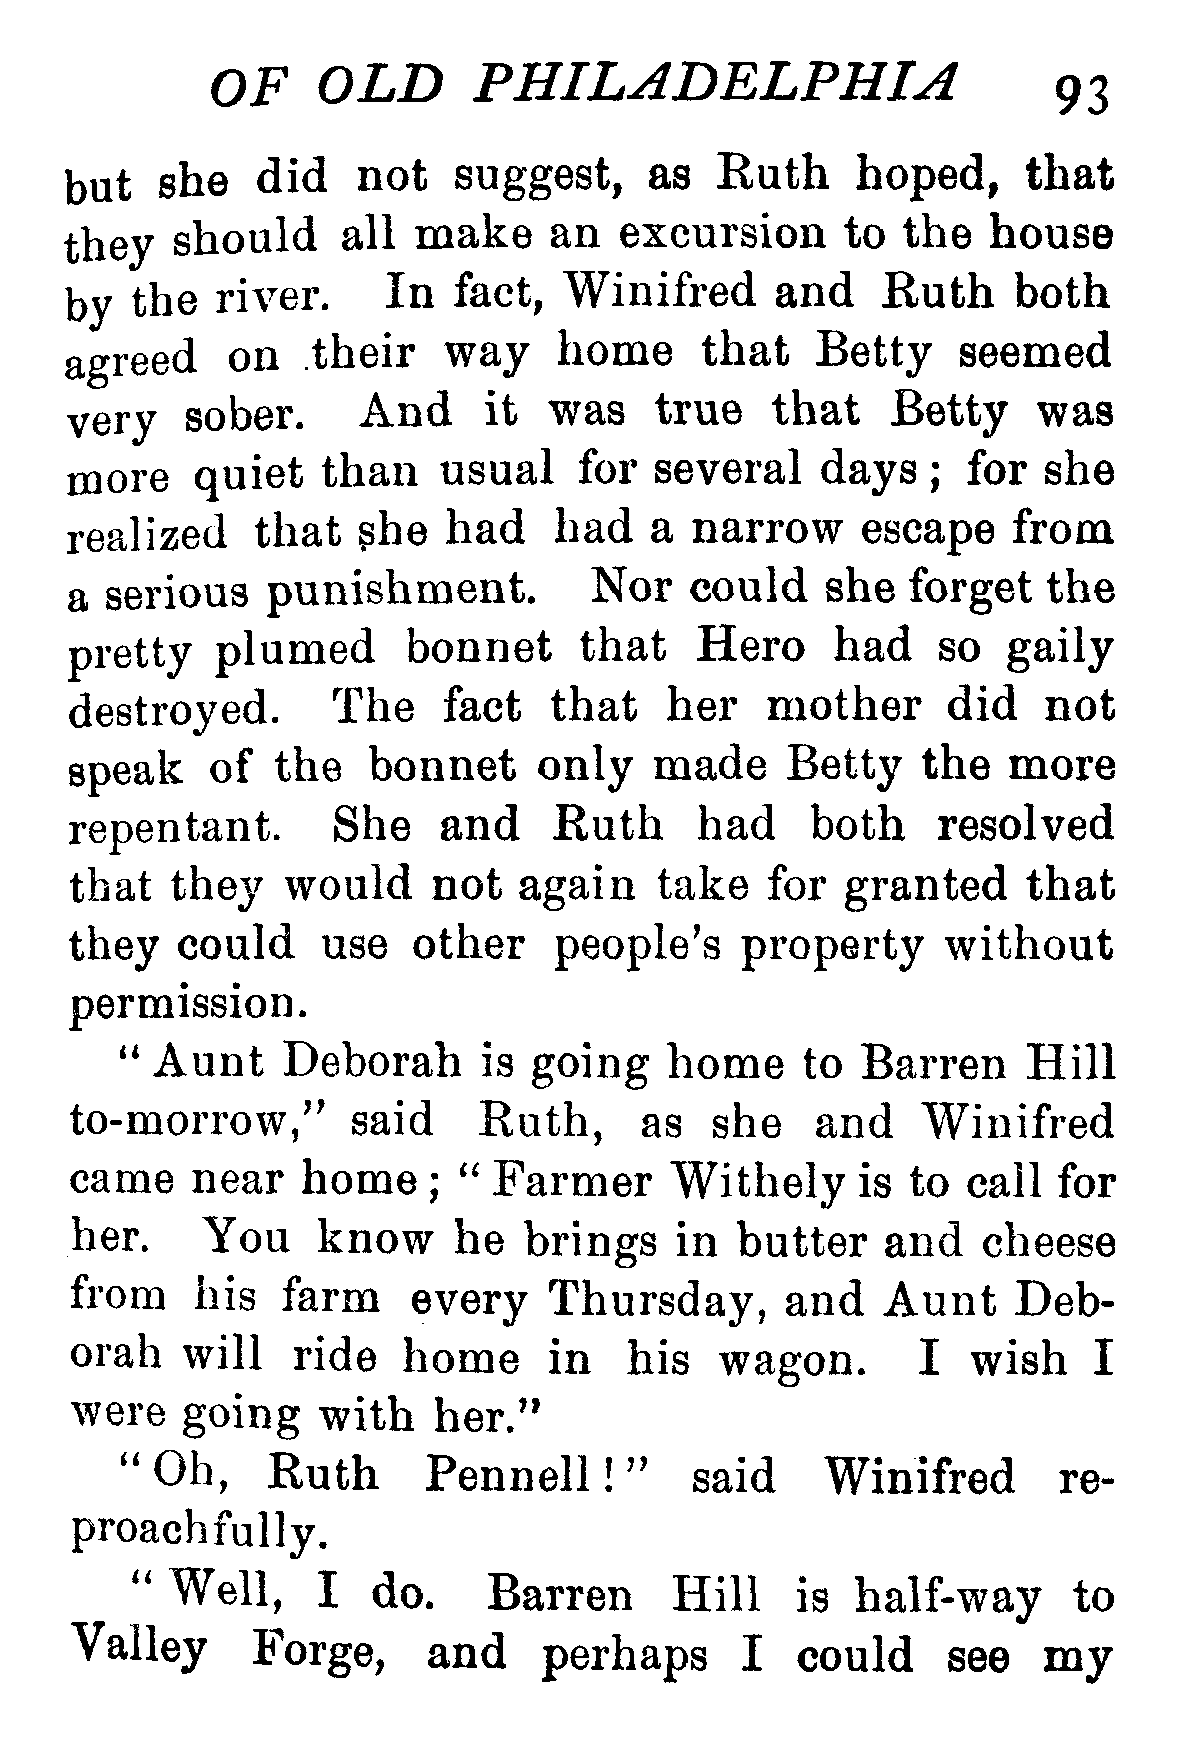 OF OLD PHILADELPHIA 93
but she did not suggest, as Ruth hoped, that
they should all make an excursion to the house
by the river. In fact, Winifred and Ruth both
agreed on their way home that Betty seemed
very sober. And it was true that Betty was
more quiet than usual for several days ; for she
realized that she had had a narrow escape from
a serious punishment. Nor could she forget the
pretty plumed bonnet that Hero had so gaily
destroyed. The fact that her mother did not
speak of the bonnet only made Betty the more
repentant. She and Ruth had both resolved
that they would not again take for granted that
they could use other people's property without
permission.
" Aunt Deborah is going home to Barren Hill
to-morrow," said Ruth, as she and Winifred
came near home ; " Farmer Withely is to call for
her. You know he brings in butter and cheese
from his farm every Thursday, and Aunt Deb-
orah will ride home in his wagon. I wish I
were going with her."
" Oh, Ruth Pennell ! " said Winifred re-
proachfully.
" Well, I do. Barren Hill is half-way to
Valley Forge, and perhaps I could see my